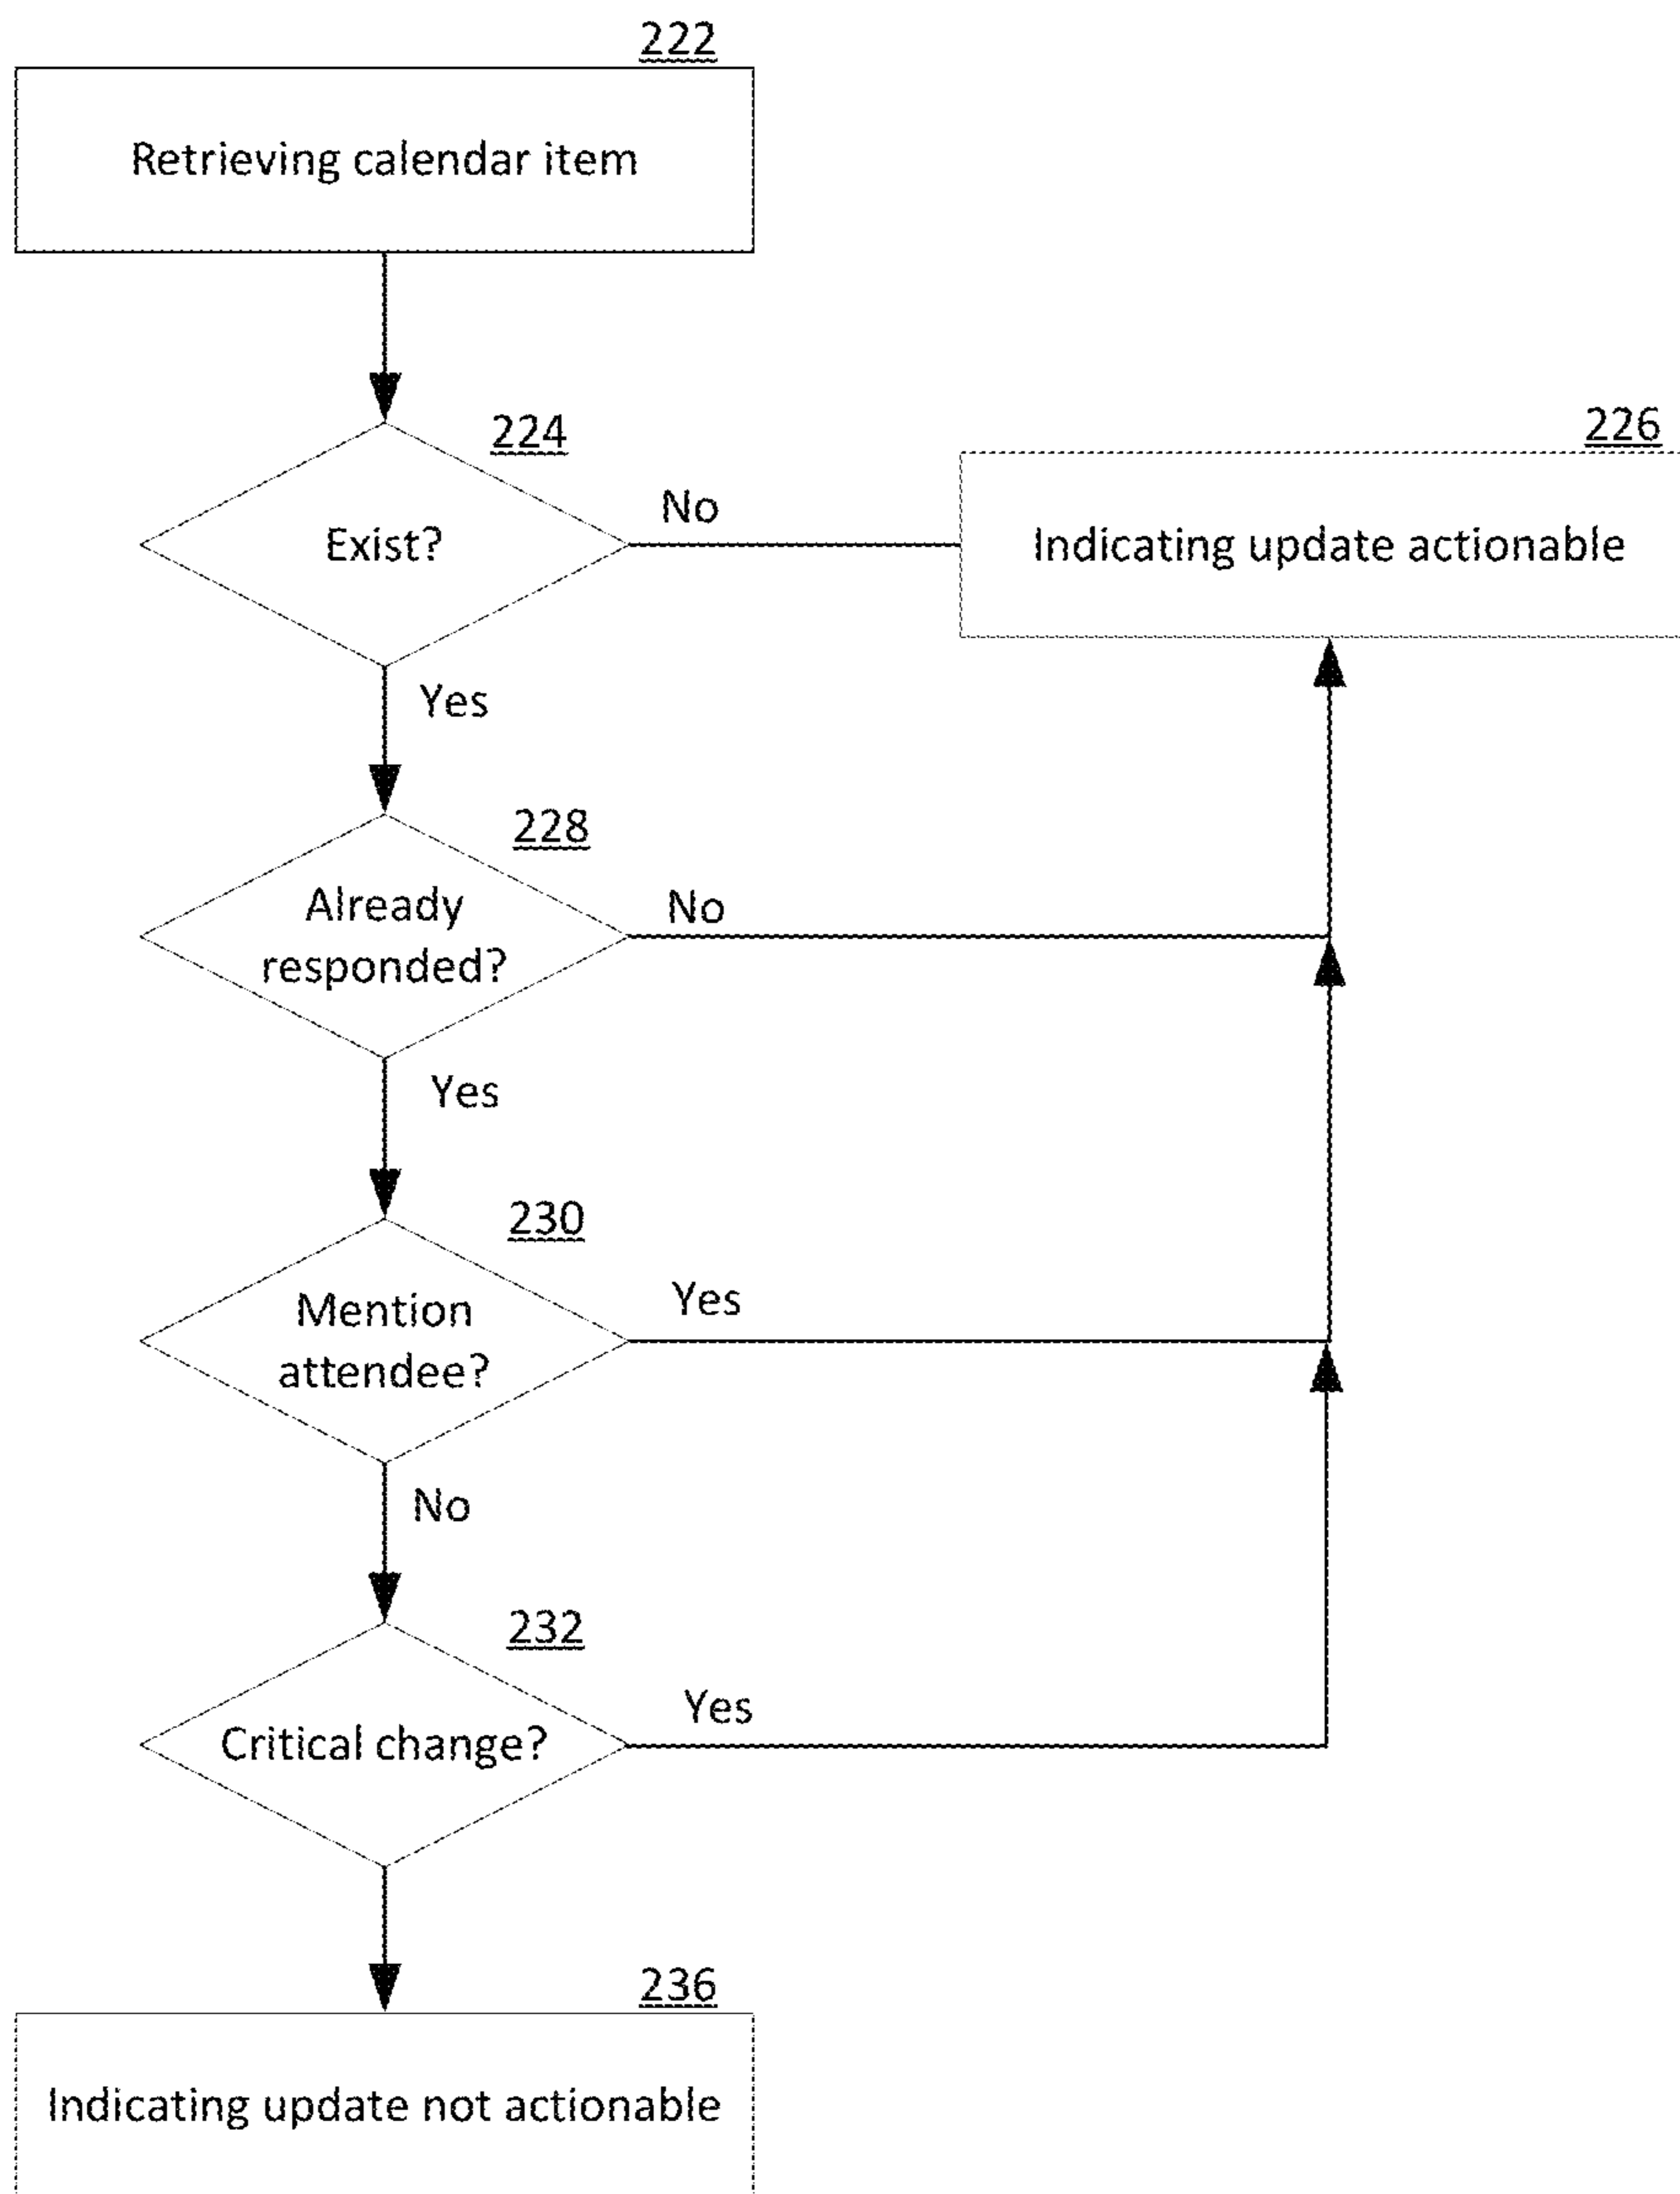 222
Retrieving calendar item
224
226
Exist?
No
Indicating update actionable
Yes
228
Already
responded?
No
Yes
230
Mention
attendee?
Yes
No
232
Critical change?
Yes
236
Indicating update not actionable